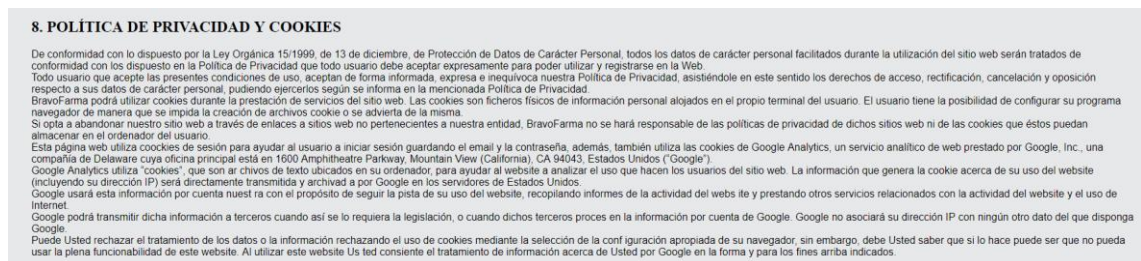 8. POLÍTICA DE PRIVACIDAD Y COOKIES
De conformidad con lo dispuesto por la Ley Orgánica 15/1999, de 13 de diciembre, de Protección de Datos de Carácter Personal, todos los datos de carácter personal facilitados durante la utilización del sitio web serán tratados de
conformidad con los dispuesto en la Política de Privacidad que todo usuario debe aceptar expresamente para poder utilizar y registrarse en la Web.
Todo usuario que acepte las presentes condiciones de uso, aceptan de forma informada, expresa e inequívoca nuestra Política de Privacidad, asistiéndole en este sentido los derechos de acceso, rectificación, cancelación y oposición
respecto a sus datos de carácter personal, pudiendo ejercerlos según se informa en la mencionada Política de Privacidad.
BravoFarma podrá utilizar cookies durante la prestación de servicios del sitio web. Las cookies son ficheros físicos de información personal alojados en el propio terminal del usuario. El usuario tiene la posibilidad de configurar su programa
navegador de manera que se impida la creación de archivos cookie o se advierta de la misma.
Si opta a abandonar nuestro sitio web a través de enlaces a sitios web no pertenecientes a nuestra entidad, BravoFarma no se hará responsable de las políticas de privacidad de dichos sitios web ni de las cookies que éstos puedan
almacenar en el ordenador del usuario.
Esta página web utiliza coockies de sesión para ayudar al usuario a iniciar sesión guardando el email y la contraseña, además, también utiliza las cookies de Google Analytics, un servicio analítico de web prestado por Google, Inc., una
compañía de Delaware cuya oficina principal está en 1600 Amphitheatre Parkway, Mountain View (California), CA 94043, Estados Unidos ("Google").
Google Analytics utiliza "cookies", que son ar chivos de texto ubicados en su ordenador, para ayudar al website a analizar el uso que hacen los usuarios del sitio web. La información que genera la cookie acerca de su uso del website
(incluyendo su dirección IP) será directamente transmitida y archivad a por Google en los servidores de Estados Unidos.
Google usará esta información por cuenta nuest ra con el propósito de seguir la pista de su uso del website, recopilando informes de la actividad del webs ite y prestando otros servicios relacionados con la actividad del website y el uso de
Internet.
Google podrá transmitir dicha información a terceros cuando así se lo requiera la legislación, o cuando dichos terceros proces en la información por cuenta de Google. Google no asociará su dirección IP con ningún otro dato del que disponga
Google.
Puede Usted rechazar el tratamiento de los datos o la información rechazando el uso de cookies mediante la selección de la conf iguración apropiada de su navegador, sin embargo, debe Usted saber que si lo hace puede ser que no pueda
usar la plena funcionabilidad de este website. Al utilizar este website Us ted consiente el tratamiento de información acerca de Usted por Google en la forma y para los fines arriba indicados.